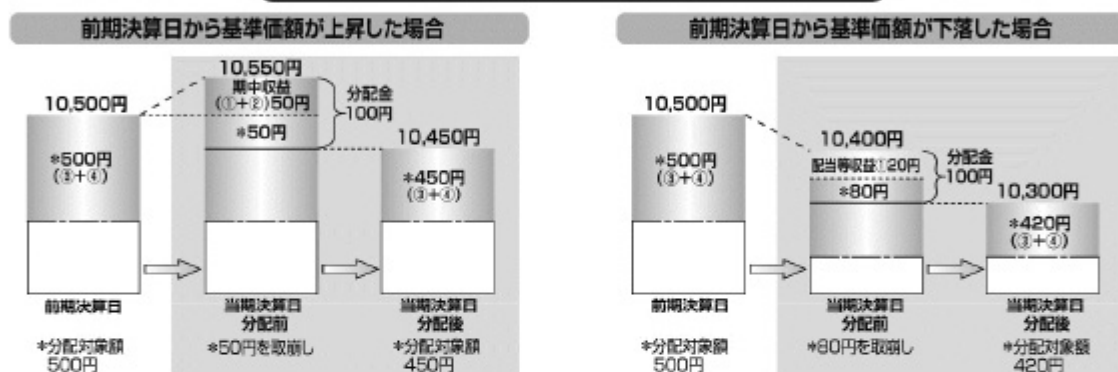 前期決算日から基準価額が上昇した場合
10,500円
*500円
(③+④)
10,550円
期中収益
(①+②)50円
*50円
分配金
100円
10,450円
*450円
(③+④)
前期決算日
当期決算日
分配前
当期決算日
分配後
*分配対象額
500円
*50円を取崩し
*分配対象額
450円
前期決算日から基準価額が下落した場合
10,500円
*500円
(③+④)
10,400円
配当等収益①20円
*80円
分配金
100円
10,300円
*420円
(③+④)
前期決算日
当期決算日
分配前
当期決算日
分配後
*分配対象額
500円
*80円を取崩し
*分配対象額
420円